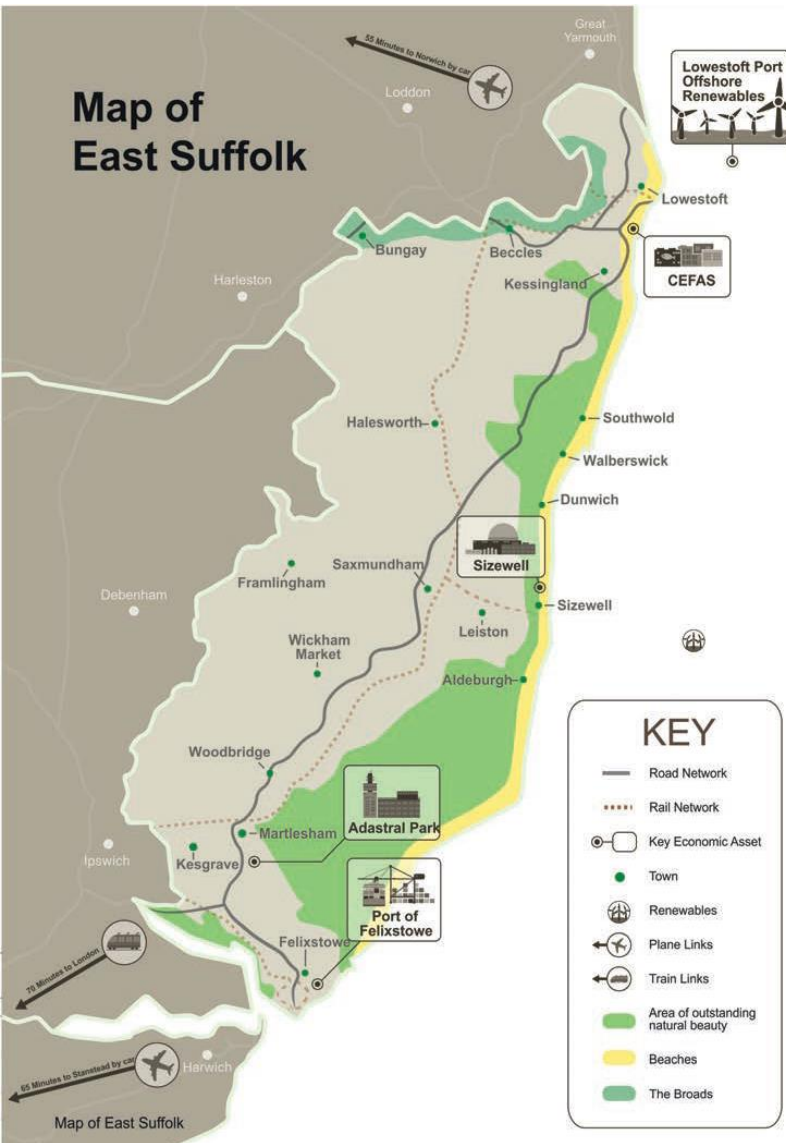 Map of
East Suffolk
55 Minutes to Norwich by car
Great
Yarmouth
Loddon
Lowestoft Port
Offshore
Renewables
Lowestoft
Bungay
Beccles
CEFAS
Harleston
Kessingland
Halesworth
Southwold
Walberswick
Dunwich
Sizewell
Saxmundham
Framlingham
Debenham
Sizewell
Leiston
Wickham
Market
Aldeburgh
Woodbridge
Adastral Park
Martlesham
Ipswich
Kesgrave
Port of
Felixstowe
Felixstowe
70 Minutes to London
65 Minutes to Stanstead by car
Harwich
Map of East Suffolk
KEY
Road Network
Rail Network
Key Economic Asset
Town
Renewables
Plane Links
Train Links
Area of outstanding
natural beauty
Beaches
The Broads